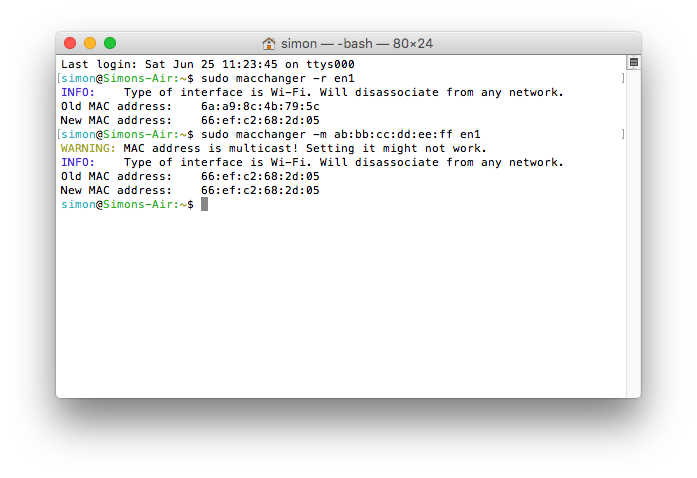 simon — -bash — 80×24
Last login: Sat Jun 25 11:23:45 on ttys000
[simon@Simons-Air:~$ sudo macchanger -r en1 ]
INFO:    Type of interface is Wi-Fi. Will disassociate from any network.
Old MAC address:    6a:a9:8c:4b:79:5c
New MAC address:    66:ef:c2:68:2d:05
[simon@Simons-Air:~$ sudo macchanger -m ab:bb:cc:dd:ee:ff en1 ]
WARNING: MAC address is multicast! Setting it might not work.
INFO:    Type of interface is Wi-Fi. Will disassociate from any network.
Old MAC address:    66:ef:c2:68:2d:05
New MAC address:    66:ef:c2:68:2d:05
simon@Simons-Air:~$